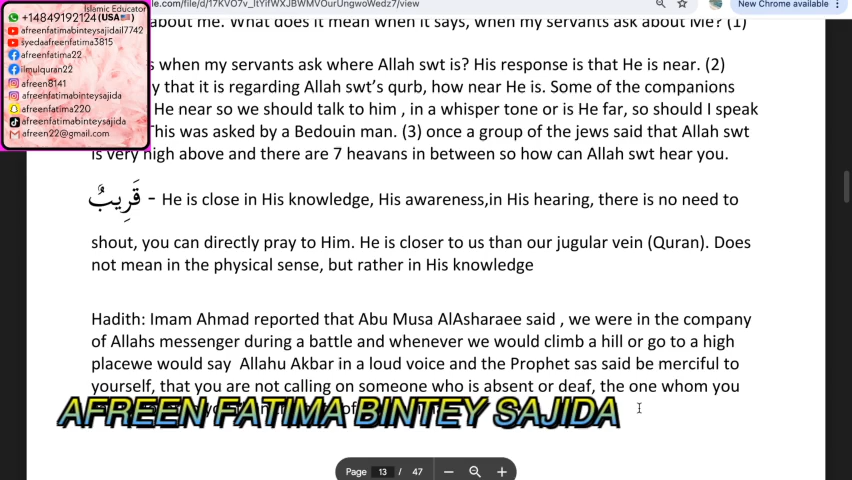 Islamic Educator
+14849192124 (USA🇺🇸)
afreenfatimabinteysajidail7742
syedaafreenfatima3815
afreenfatima22
ilmulquran22
afreen8141
afreenfatimabinteysajida
afreenfatima220
afreenfatimabinteysajida
afreen22@gmail.com
le.com/file/d/17KVO7v_ItYifWXJBWMVOurUngwoWedz7/view
New Chrome available
about me. What does it mean when it says, when my servants ask about Me? (1)
s when my servants ask where Allah swt is? His response is that He is near. (2)
y that it is regarding Allah swt's qurb, how near He is. Some of the companions
He near so we should talk to him , in a whisper tone or is He far, so should I speak
This was asked by a Bedouin man. (3) once a group of the jews said that Allah swt
is very high above and there are 7 heavans in between so how can Allah swt hear you.
قَرِيبٌ – He is close in His knowledge, His awareness,in His hearing, there is no need to
shout, you can directly pray to Him. He is closer to us than our jugular vein (Quran). Does
not mean in the physical sense, but rather in His knowledge
Hadith: Imam Ahmad reported that Abu Musa AlAsharaee said , we were in the company
of Allahs messenger during a battle and whenever we would climb a hill or go to a high
placewe would say Allahu Akbar in a loud voice and the Prophet sas said be merciful to
yourself, that you are not calling on someone who is absent or deaf, the one whom you
AFREEN FATIMA BINTEY SAJIDA
Page 13 / 47